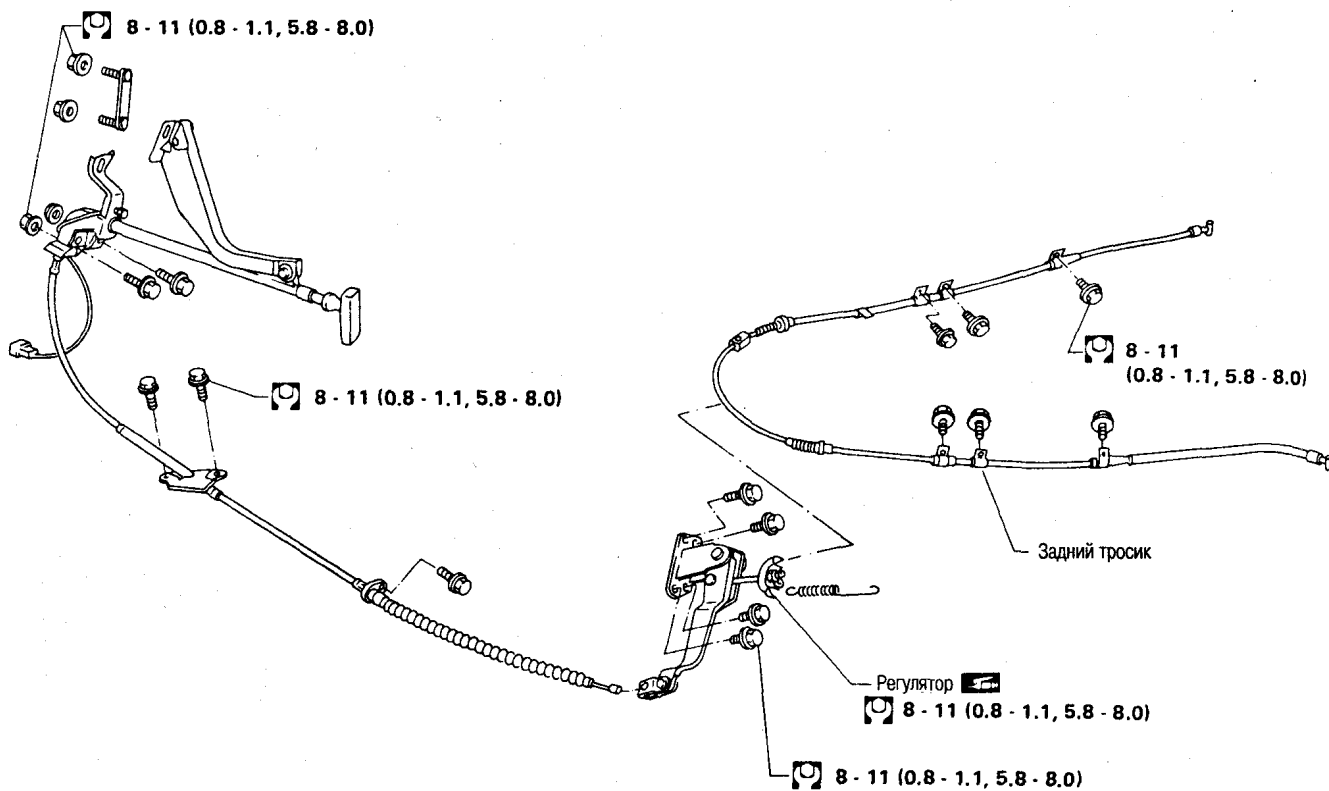 8 - 11 (0.8 - 1.1, 5.8 - 8.0)
8 - 11
(0.8 - 1.1, 5.8 - 8.0)
8 - 11 (0.8 - 1.1, 5.8 - 8.0)
Задний тросик
Регулятор
8 - 11 (0.8 - 1.1, 5.8 - 8.0)
8 - 11 (0.8 - 1.1, 5.8 - 8.0)